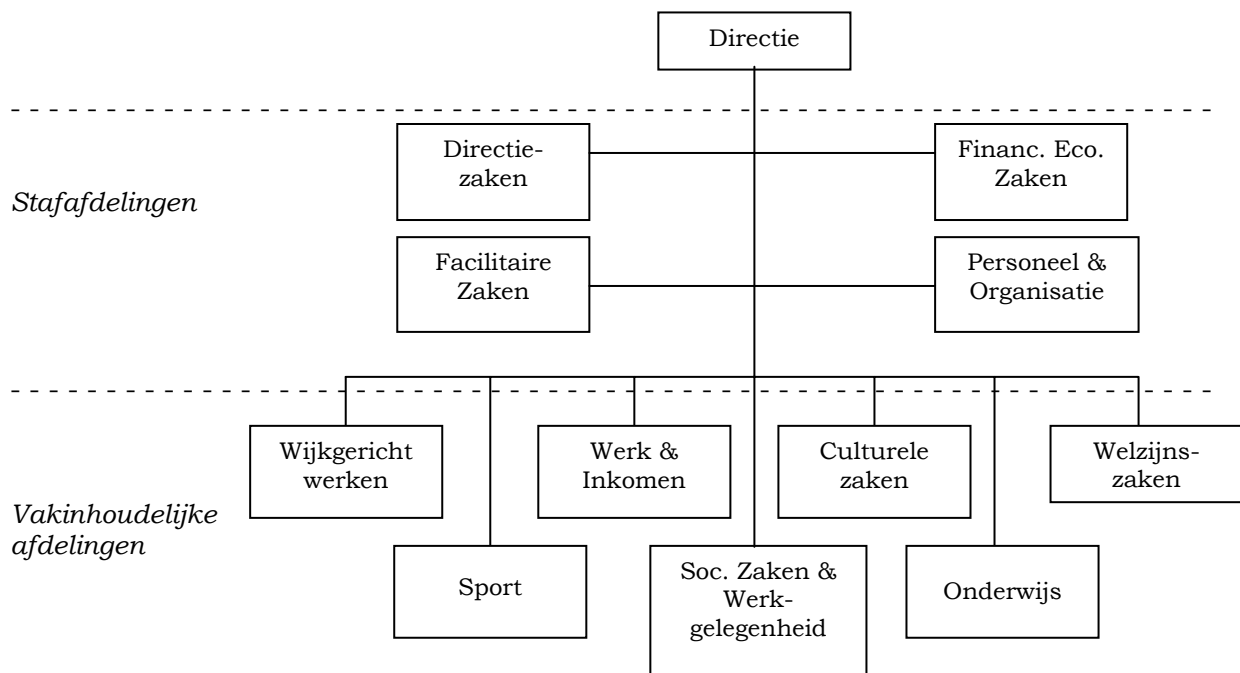 Directie
Directie-
zaken
Financ. Eco.
Zaken
Stafafdelingen
Facilitaire
Zaken
Personeel &
Organisatie
Wijkgericht
werken
Werk &
Inkomen
Culturele
zaken
Welzijns-
zaken
Vakinhoudelijke
afdelingen
Sport
Soc. Zaken &
Werk-
gelegenheid
Onderwijs